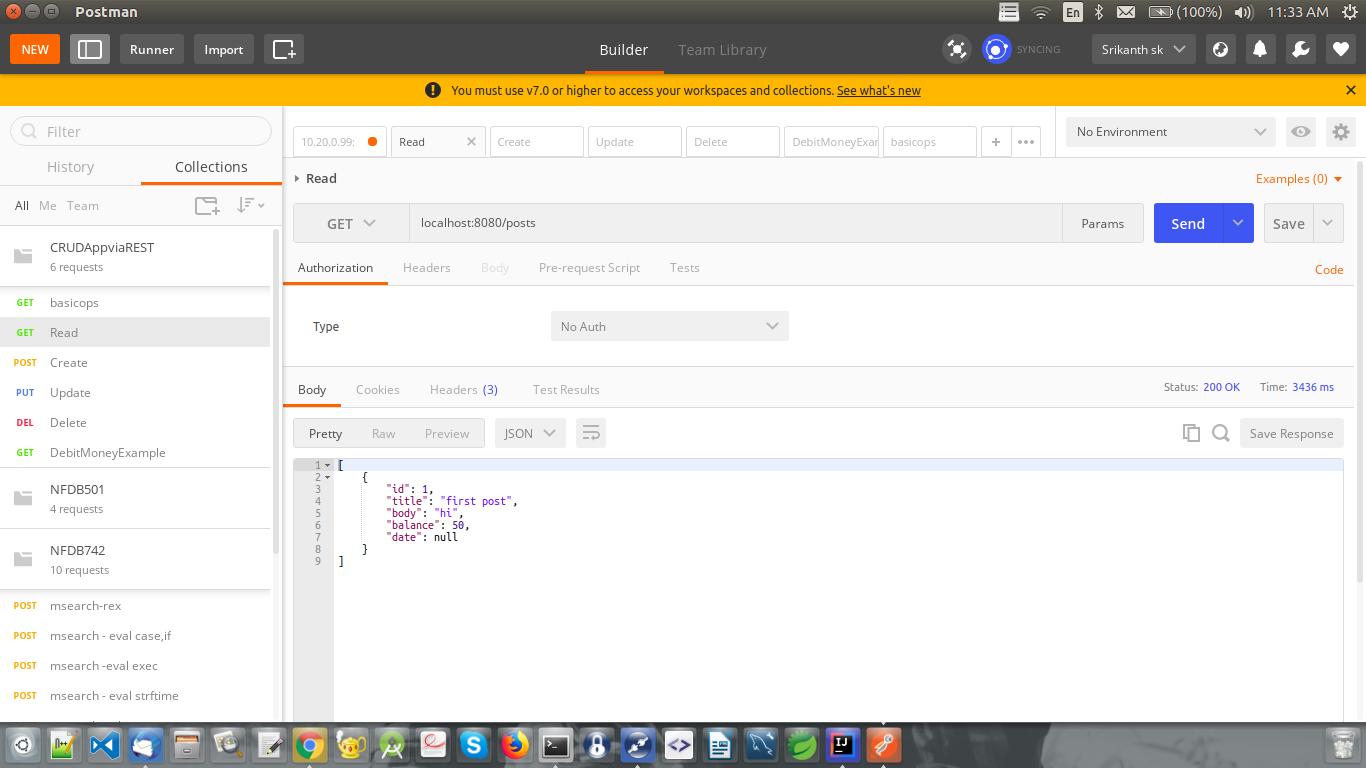 Postman
En
(100%)
11:33 AM
NEW
Runner
Import
Builder
Team Library
SYNCING
Srikanth sk
You must use v7.0 or higher to access your workspaces and collections. See what's new
Filter
History
Collections
All Me Team
CRUDAppviaREST
6 requests
GET basicops
GET Read
POST Create
PUT Update
DEL Delete
GET DebitMoneyExample
NFDB501
4 requests
NFDB742
10 requests
POST msearch-rex
POST msearch - eval case,if
POST msearch -eval exec
POST msearch - eval strftime
10.20.0.99:
Read
Create
Update
Delete
DebitMoneyExar
basicops
No Environment
Read
Examples (0)
GET
localhost:8080/posts
Params
Send
Save
Authorization
Headers
Body
Pre-request Script
Tests
Code
Type
No Auth
Body
Cookies
Headers (3)
Test Results
Status: 200 OK
Time: 3436 ms
Pretty
Raw
Preview
JSON
Save Response
1 [
2 {
3 "id": 1,
4 "title": "first post",
5 "body": "hi",
6 "balance": 50,
7 "date": null
8 }
9 ]